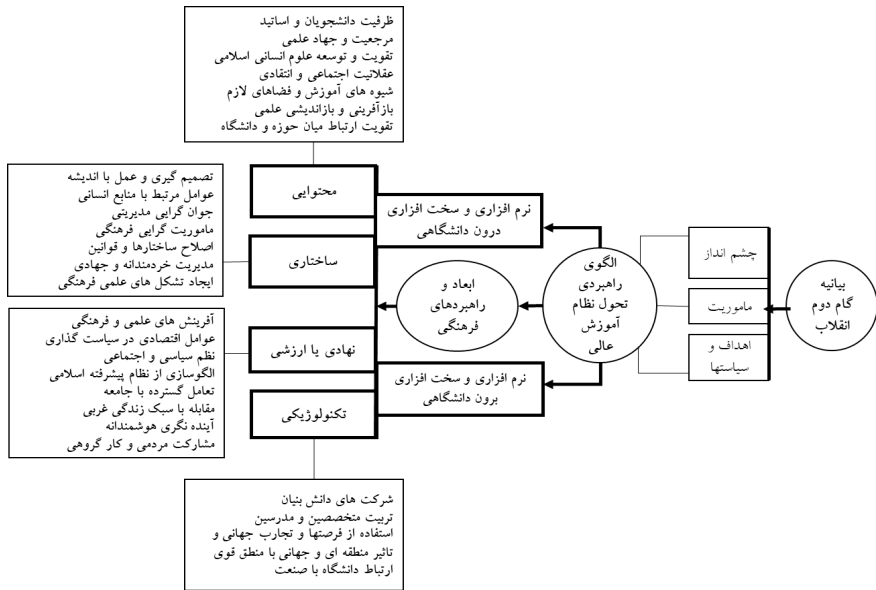 ظرفیت دانشجویان و اساتید
مرجعیت و جهاد علمی
تقویت و توسعه علوم انسانی اسلامی
عقلانیت اجتماعی و انتقادی
شیوه های آموزش و فضاهای لازم
بازآفرینی و بازاندیشی علمی
تقویت ارتباط میان حوزه و دانشگاه
بیانیه
گام دوم
انقلاب
چشم انداز
ماموریت
اهداف و
سیاستها
الگوی
راهبردی
تحول نظام
آموزش
عالی
نرم افزاری و سخت افزاری
درون دانشگاهی
ابعاد و
راهبردهای
فرهنگی
نرم افزاری و سخت افزاری
برون دانشگاهی
محتوایی
ساختاری
نهادی یا ارزشی
تکنولوژیکی
تصمیم گیری و عمل با اندیشه
عوامل مرتبط با منابع انسانی
جوان گرایی مدیریتی
ماموریت گرایی فرهنگی
اصلاح ساختارها و قوانین
مدیریت خردمندانه و جهادی
ایجاد تشکل های علمی فرهنگی
آفرینش های علمی و فرهنگی
عوامل اقتصادی در سیاست گذاری
نظم سیاسی و اجتماعی
الگوسازی از نظام پیشرفته اسلامی
تعامل گسترده با جامعه
مقابله با سبک زندگی غربی
آینده نگری هوشمندانه
مشارکت مردمی و کار گروهی
شرکت های دانش بنیان
تربیت متخصصین و مدرسین
استفاده از فرصتها و تجارب جهانی و
تاثیر منطقه ای و جهانی با منطق قوی
ارتباط دانشگاه با صنعت